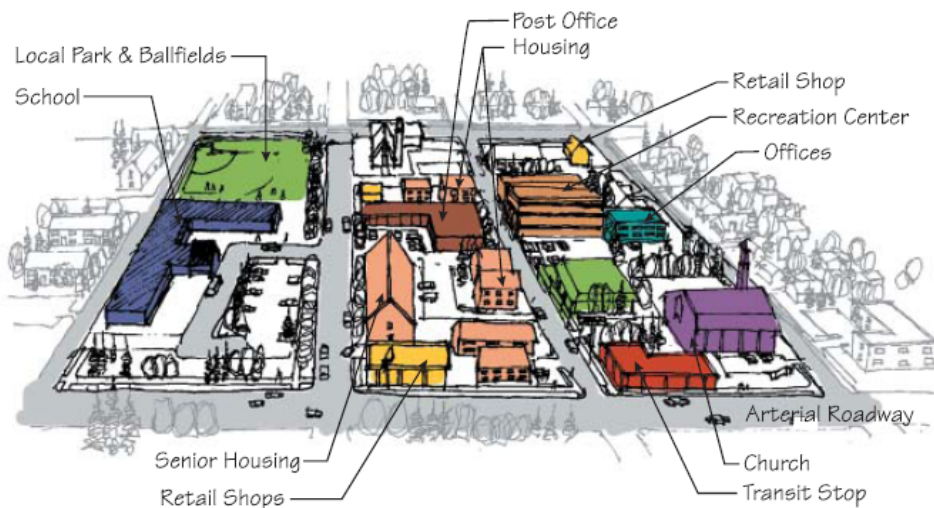 Post Office
Housing
Local Park & Ballfields
School
Retail Shop
Recreation Center
Offices
Arterial Roadway
Senior Housing
Church
Retail Shops
Transit Stop